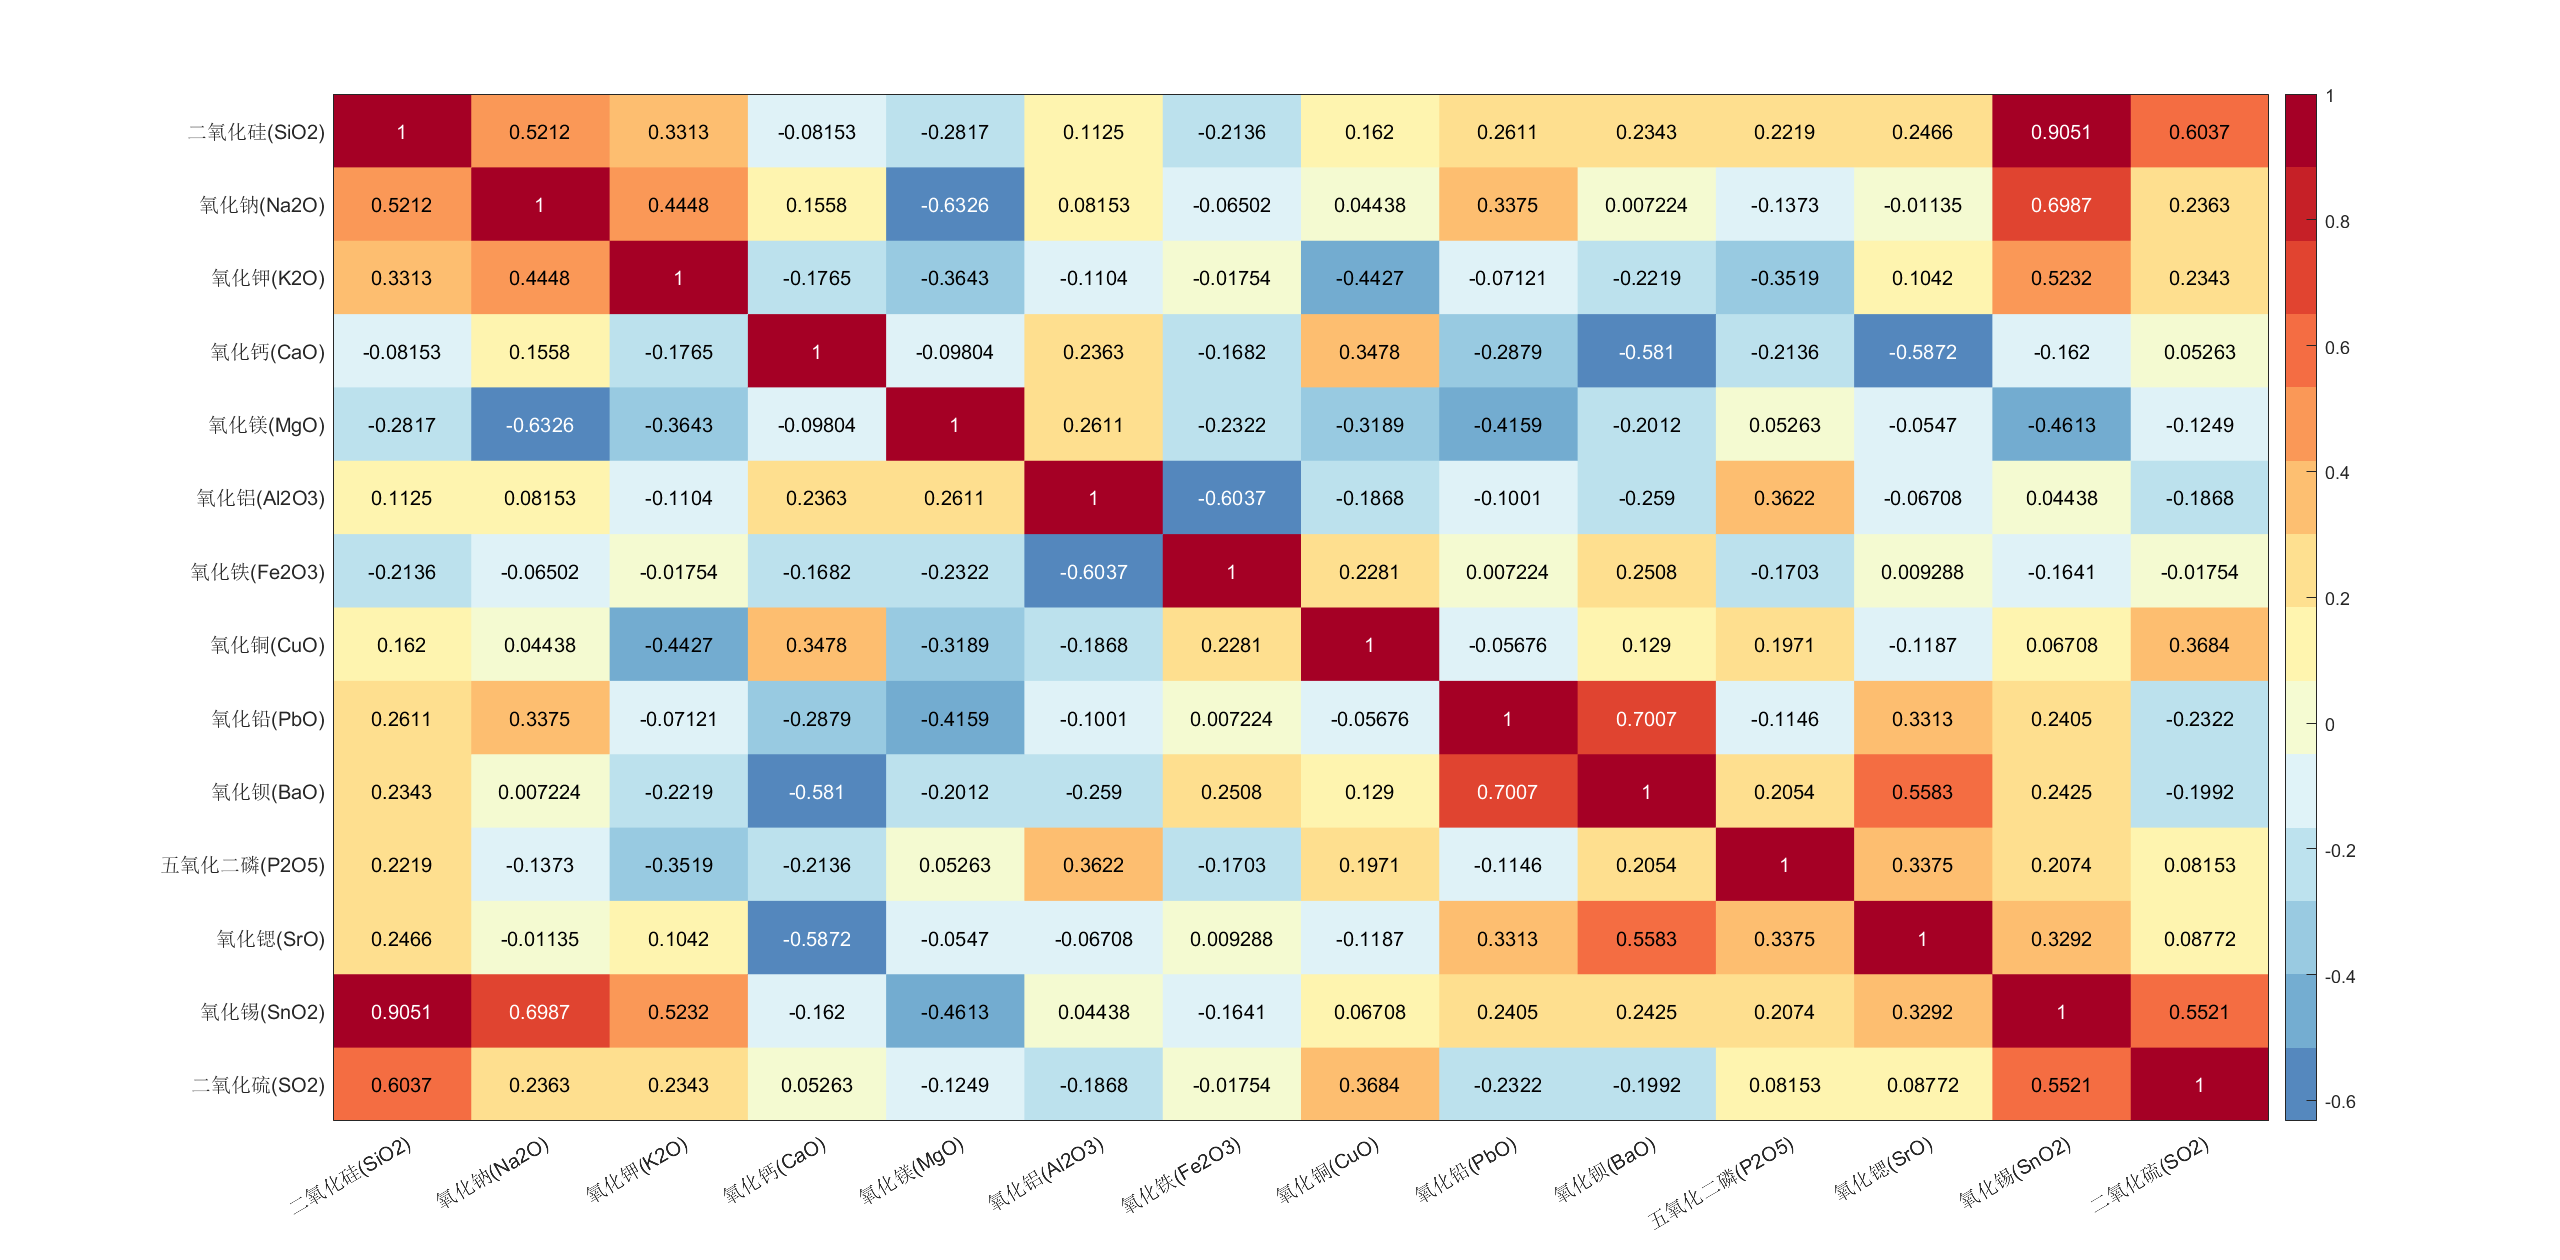 二氧化硅(SiO2) 1 0.5212 0.3313 -0.08153 -0.2817 0.1125 -0.2136 0.162 0.2611 0.2343 0.2219 0.2466 0.9051 0.6037
氧化钠(Na2O) 0.5212 1 0.4448 0.1558 -0.6326 0.08153 -0.06502 0.04438 0.3375 0.007224 -0.1373 -0.01135 0.6987 0.2363
氧化钾(K2O) 0.3313 0.4448 1 -0.1765 -0.3643 -0.1104 -0.01754 -0.4427 -0.07121 -0.2219 -0.3519 0.1042 0.5232 0.2343
氧化钙(CaO) -0.08153 0.1558 -0.1765 1 -0.09804 0.2363 -0.1682 0.3478 -0.2879 -0.581 -0.2136 -0.5872 -0.162 0.05263
氧化镁(MgO) -0.2817 -0.6326 -0.3643 -0.09804 1 0.2611 -0.2322 -0.3189 -0.4159 -0.2012 0.05263 -0.0547 -0.4613 -0.1249
氧化铝(Al2O3) 0.1125 0.08153 -0.1104 0.2363 0.2611 1 -0.6037 -0.1868 -0.1001 -0.259 0.3622 -0.06708 0.04438 -0.1868
氧化铁(Fe2O3) -0.2136 -0.06502 -0.01754 -0.1682 -0.2322 -0.6037 1 0.2281 0.007224 0.2508 -0.1703 0.009288 -0.1641 -0.01754
氧化铜(CuO) 0.162 0.04438 -0.4427 0.3478 -0.3189 -0.1868 0.2281 1 -0.05676 0.129 0.1971 -0.1187 0.06708 0.3684
氧化铅(PbO) 0.2611 0.3375 -0.07121 -0.2879 -0.4159 -0.1001 0.007224 -0.05676 1 0.7007 -0.1146 0.3313 0.2405 -0.2322
氧化钡(BaO) 0.2343 0.007224 -0.2219 -0.581 -0.2012 -0.259 0.2508 0.129 0.7007 1 0.2054 0.5583 0.2425 -0.1992
五氧化二磷(P2O5) 0.2219 -0.1373 -0.3519 -0.2136 0.05263 0.3622 -0.1703 0.1971 -0.1146 0.2054 1 0.3375 0.2074 0.08153
氧化锶(SrO) 0.2466 -0.01135 0.1042 -0.5872 -0.0547 -0.06708 0.009288 -0.1187 0.3313 0.5583 0.3375 1 0.3292 0.08772
氧化锡(SnO2) 0.9051 0.6987 0.5232 -0.162 -0.4613 0.04438 -0.1641 0.06708 0.2405 0.2425 0.2074 0.3292 1 0.5521
二氧化硫(SO2) 0.6037 0.2363 0.2343 0.05263 -0.1249 -0.1868 -0.01754 0.3684 -0.2322 -0.1992 0.08153 0.08772 0.5521 1
二氧化硅(SiO2) 氧化钠(Na2O) 氧化钾(K2O) 氧化钙(CaO) 氧化镁(MgO) 氧化铝(Al2O3) 氧化铁(Fe2O3) 氧化铜(CuO) 氧化铅(PbO) 氧化钡(BaO) 五氧化二磷(P2O5) 氧化锶(SrO) 氧化锡(SnO2) 二氧化硫(SO2)
1
0.8
0.6
0.4
0.2
0
-0.2
-0.4
-0.6